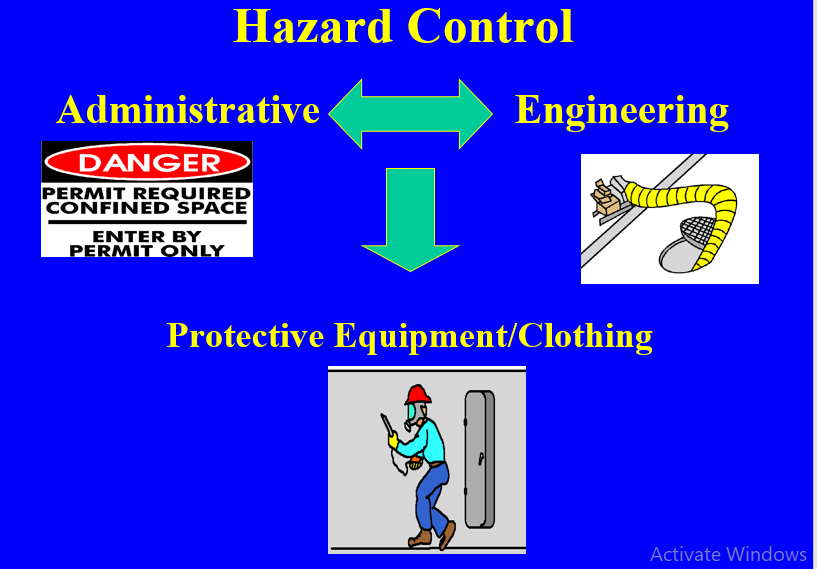 Hazard Control
Administrative
Engineering
DANGER
PERMIT REQUIRED
CONFINED SPACE
ENTER BY
PERMIT ONLY
Protective Equipment/Clothing
Activate Windows